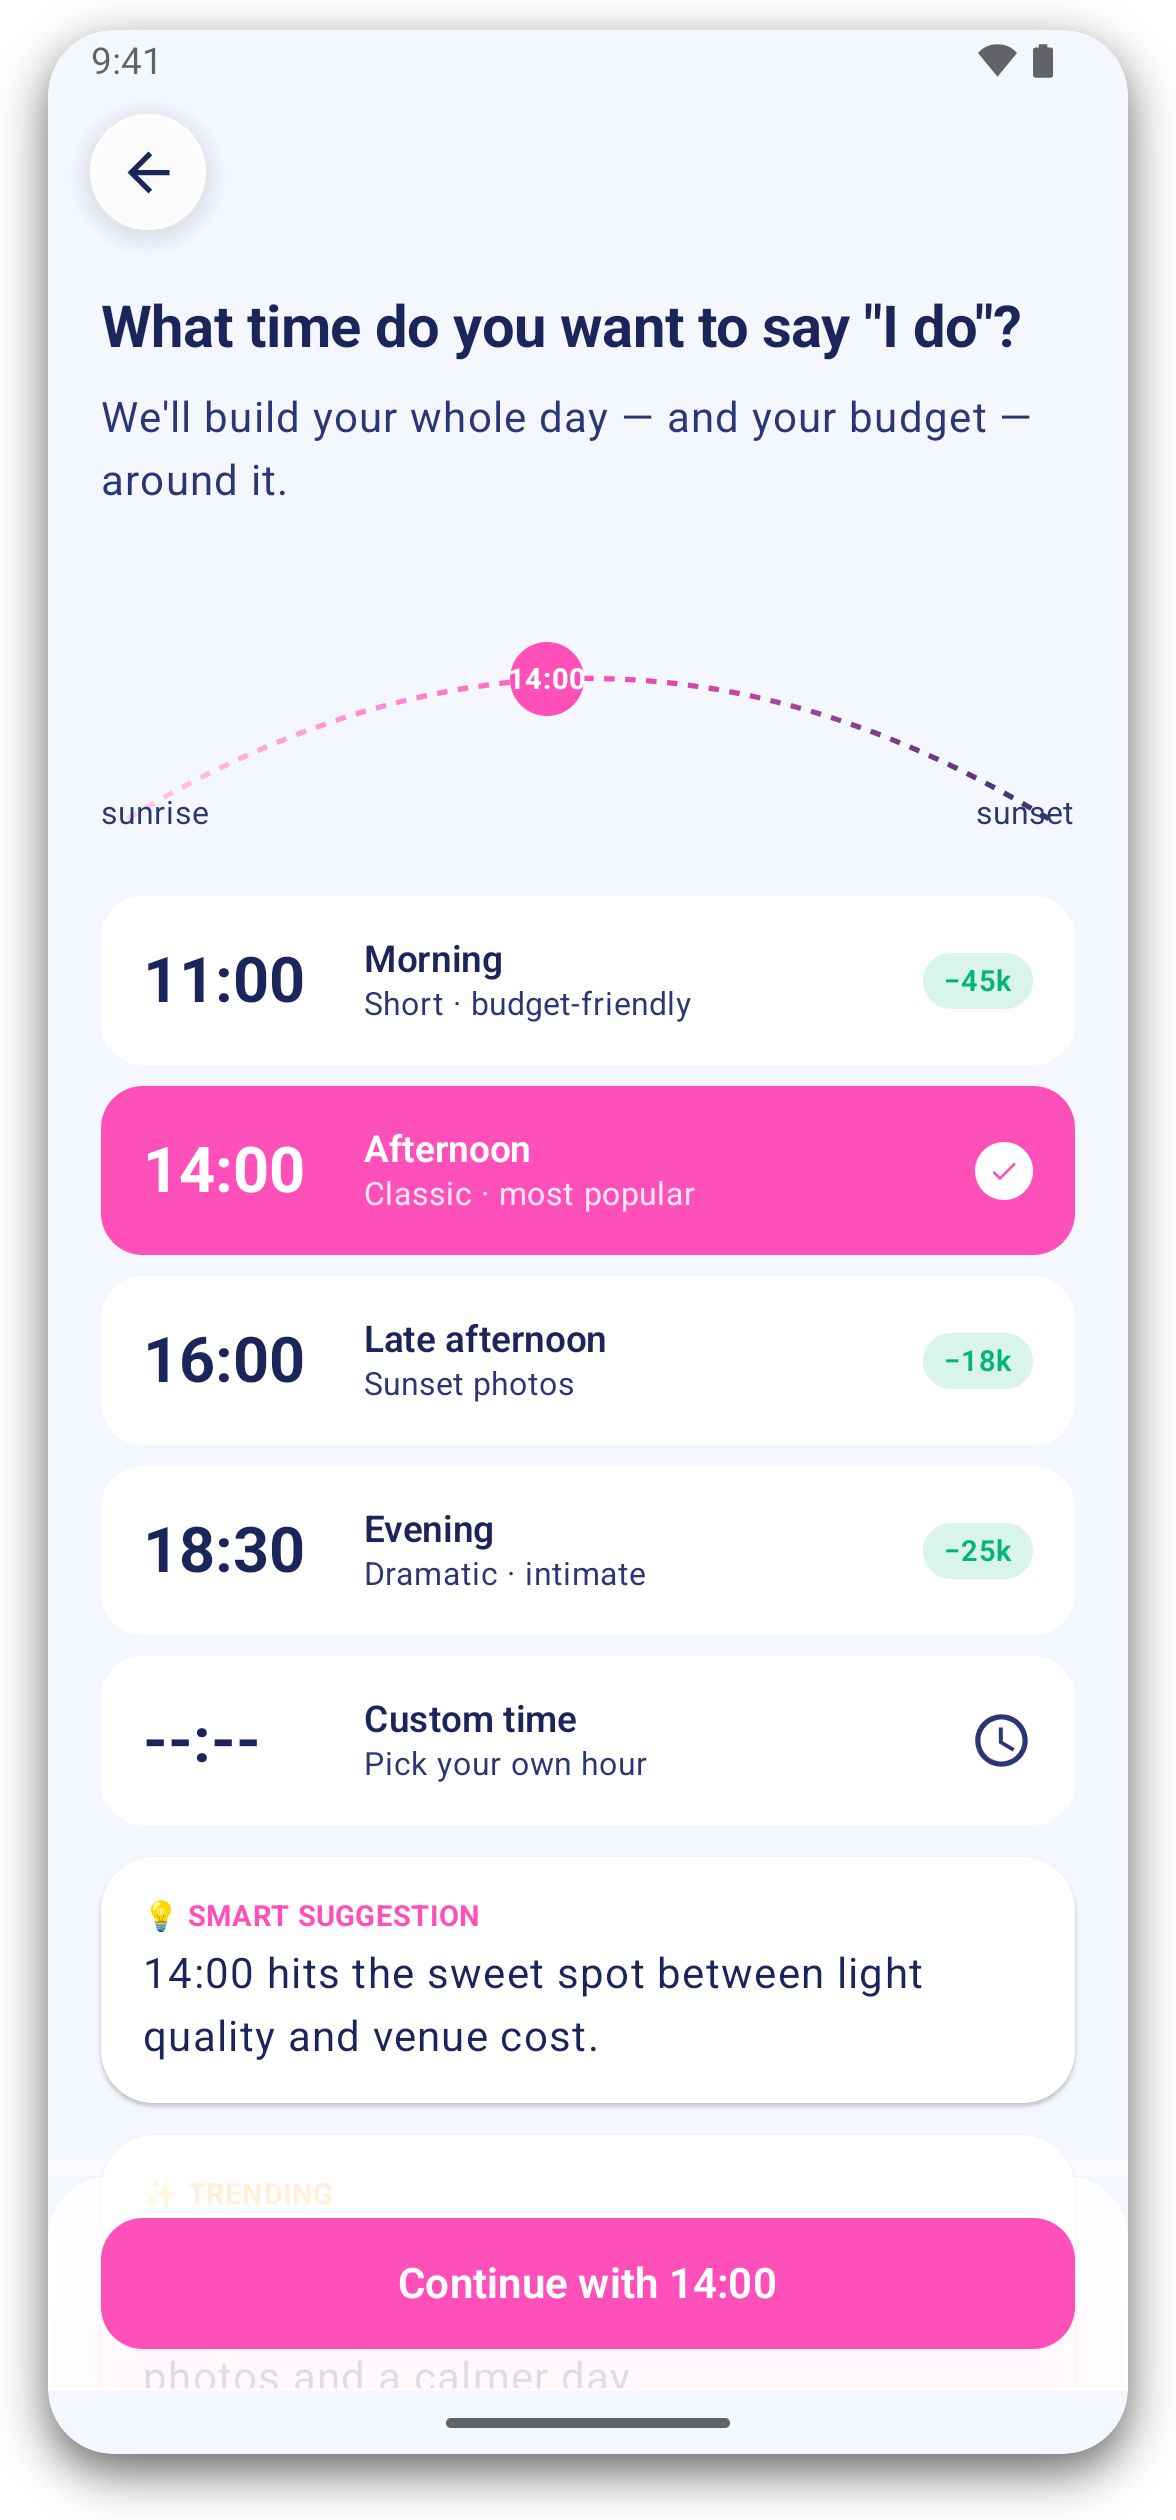 9:41
What time do you want to say "I do"?
We'll build your whole day — and your budget —
around it.
14:00
sunrise
sunset
11:00
Morning
Short · budget-friendly
−45k
14:00
Afternoon
Classic · most popular
16:00
Late afternoon
Sunset photos
−18k
18:30
Evening
Dramatic · intimate
−25k
--:--
Custom time
Pick your own hour
💡 SMART SUGGESTION
14:00 hits the sweet spot between light
quality and venue cost.
✨ TRENDING
Continue with 14:00
photos and a calmer day.